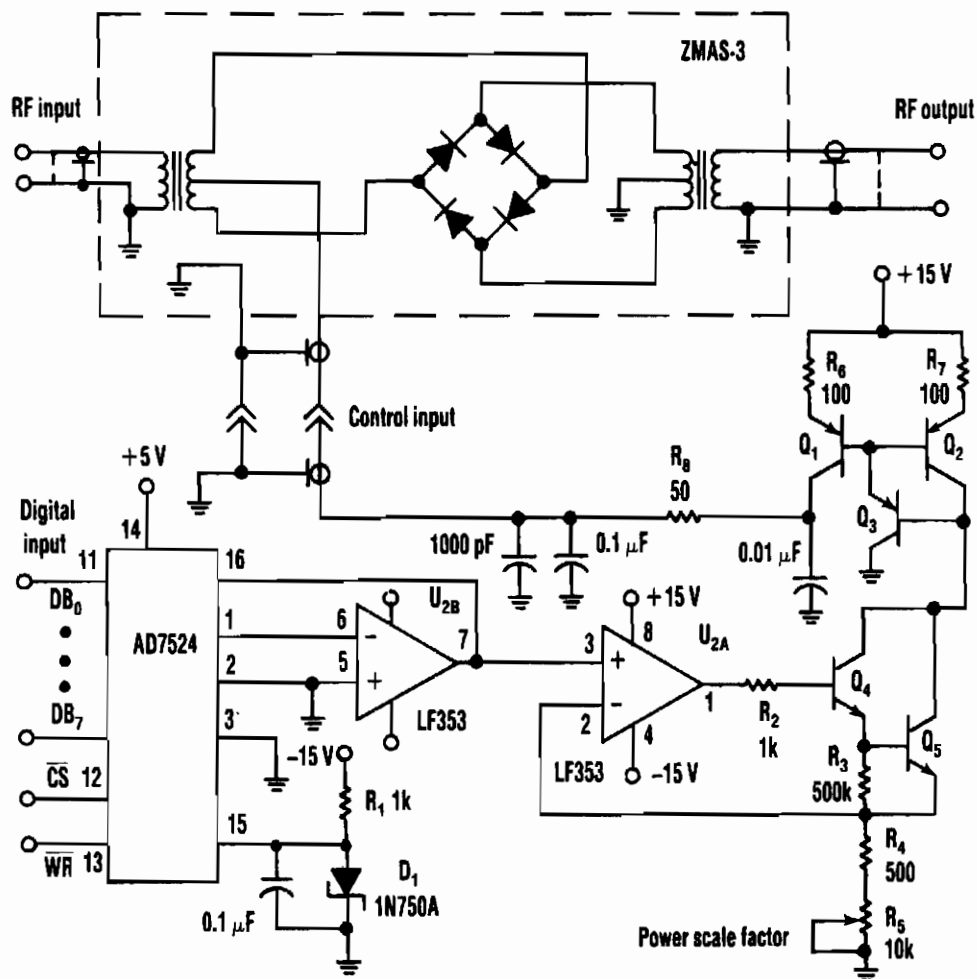 ZMAS-3
RF input
RF output
+15 V
R6
100
R7
100
Control input
Q1
Q2
+5 V
R8
50
Q3
Digital
input
14
1000 pF
0.1 μF
0.01 μF
11
16
DB0
U2B
+15 V
AD7524
1
6
−
7
8
U2A
2
5
+
3
+
Q4
DB7
3
LF353
2
−
1
R2
1k
Q5
−15 V
4
R3
500k
CS
12
R1 1k
LF353
−15 V
15
R4
500
WR
13
D1
1N750A
0.1 μF
R5
10k
Power scale factor